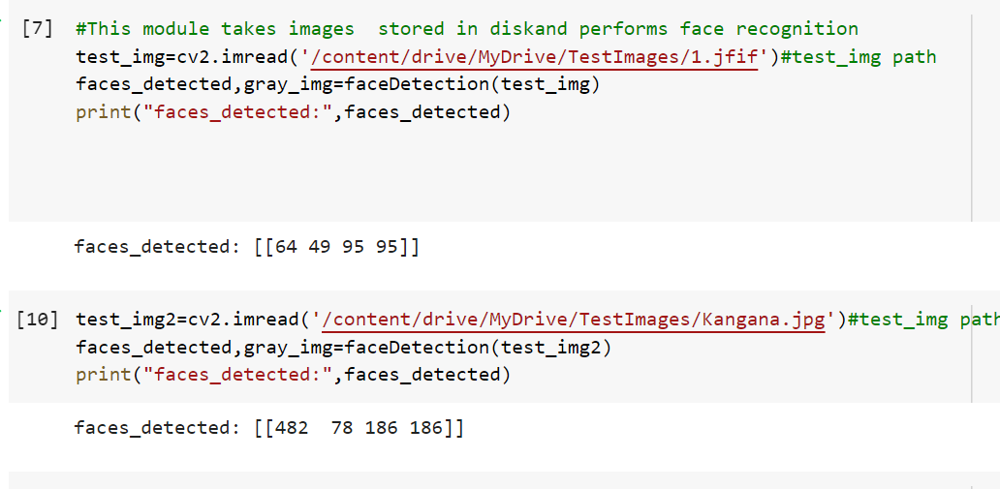 [7] #This module takes images  stored in diskand performs face recognition
test_img=cv2.imread('/content/drive/MyDrive/TestImages/1.jfif')#test_img path
faces_detected,gray_img=faceDetection(test_img)
print("faces_detected:",faces_detected)
faces_detected: [[64 49 95 95]]
[10] test_img2=cv2.imread('/content/drive/MyDrive/TestImages/Kangana.jpg')#test_img path
faces_detected,gray_img=faceDetection(test_img2)
print("faces_detected:",faces_detected)
faces_detected: [[482  78 186 186]]